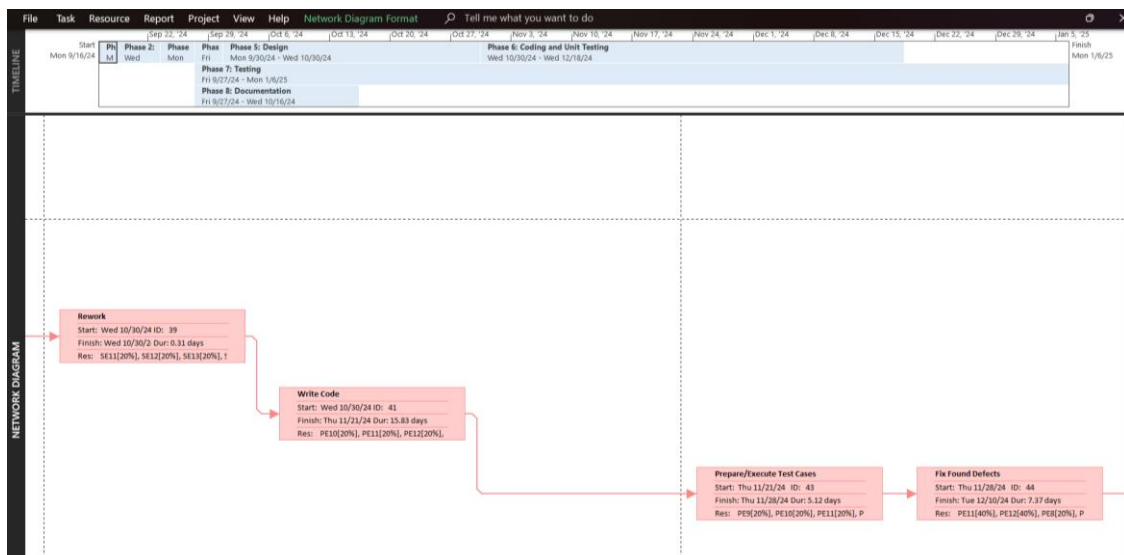 File Task Resource Report Project View Help Network Diagram Format Tell me what you want to do
Sep 22, '24 Sep 29, '24 Oct 6, '24 Oct 13, '24 Oct 20, '24 Oct 27, '24 Nov 3, '24 Nov 10, '24 Nov 17, '24 Nov 24, '24 Dec 1, '24 Dec 8, '24 Dec 15, '24 Dec 22, '24 Dec 29, '24 Jan 5, '25
TIMELINE
Start
Mon 9/16/24
Ph
M
Phase 2:
Wed
Phase
Mon
Phas
Fri
Phase 5: Design
Mon 9/30/24 - Wed 10/30/24
Phase 6: Coding and Unit Testing
Wed 10/30/24 - Wed 12/18/24
Finish
Mon 1/6/25
Phase 7: Testing
Fri 9/27/24 - Mon 1/6/25
Phase 8: Documentation
Fri 9/27/24 - Wed 10/16/24
NETWORK DIAGRAM
Rework
Start: Wed 10/30/24 ID: 39
Finish: Wed 10/30/2 Dur: 0.31 days
Res: SE11[20%], SE12[20%], SE13[20%],
Write Code
Start: Wed 10/30/24 ID: 41
Finish: Thu 11/21/24 Dur: 15.83 days
Res: PE10[20%], PE11[20%], PE12[20%],
Prepare/Execute Test Cases
Start: Thu 11/21/24 ID: 43
Finish: Thu 11/28/24 Dur: 5.12 days
Res: PE9[20%], PE10[20%], PE11[20%], P
Fix Found Defects
Start: Thu 11/28/24 ID: 44
Finish: Tue 12/10/24 Dur: 7.37 days
Res: PE11[40%], PE12[40%], PE8[20%], P